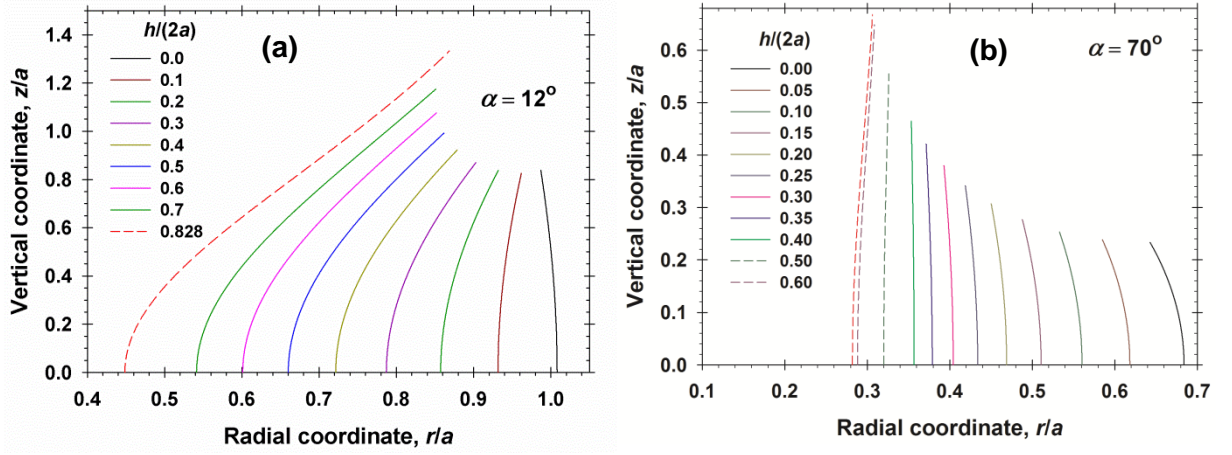 (a)
α = 12°
h/(2a)
0.0
0.1
0.2
0.3
0.4
0.5
0.6
0.7
0.828
Vertical coordinate, z/a
1.4
1.2
1.0
0.8
0.6
0.4
0.2
0.0
0.4 0.5 0.6 0.7 0.8 0.9 1.0
Radial coordinate, r/a
(b)
α = 70°
h/(2a)
0.00
0.05
0.10
0.15
0.20
0.25
0.30
0.35
0.40
0.50
0.60
Vertical coordinate, z/a
0.6
0.5
0.4
0.3
0.2
0.1
0.0
0.1 0.2 0.3 0.4 0.5 0.6 0.7
Radial coordinate, r/a